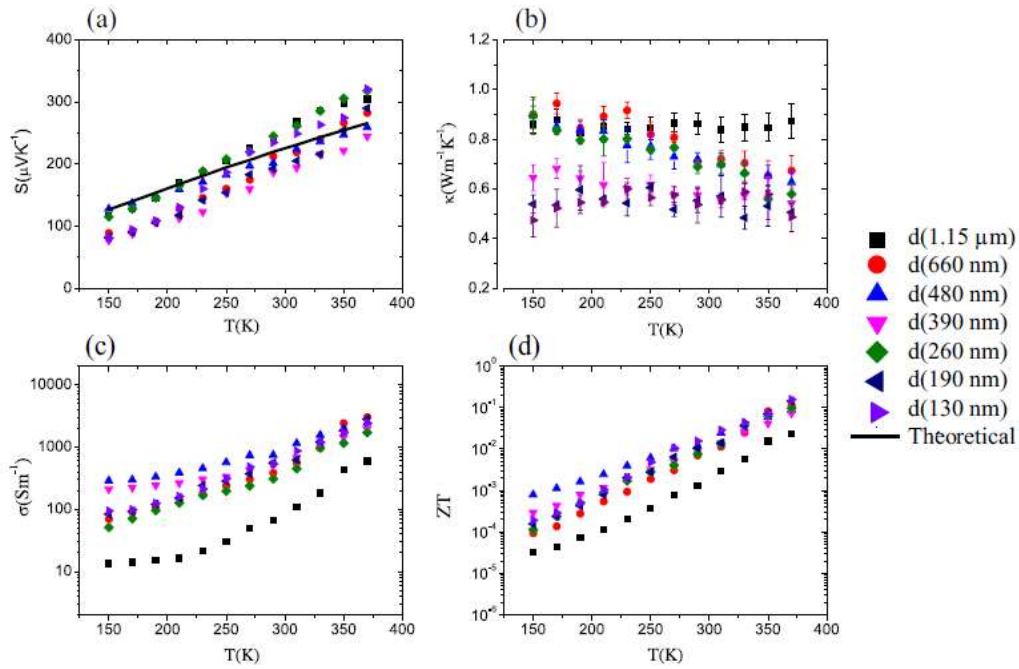 (a)
S(µVK⁻¹)
400
300
200
100
0
150 200 250 300 350 400
T(K)
(b)
κ(Wm⁻¹K⁻¹)
1.2
1.0
0.8
0.6
0.4
0.2
150 200 250 300 350 400
T(K)
d(1.15 µm)
d(660 nm)
d(480 nm)
d(390 nm)
d(260 nm)
d(190 nm)
d(130 nm)
Theoretical
(c)
σ(Sm⁻¹)
10000
1000
100
10
150 200 250 300 350 400
T(K)
(d)
ZT
10⁰
10⁻¹
10⁻²
10⁻³
10⁻⁴
10⁻⁵
10⁻⁶
150 200 250 300 350 400
T(K)